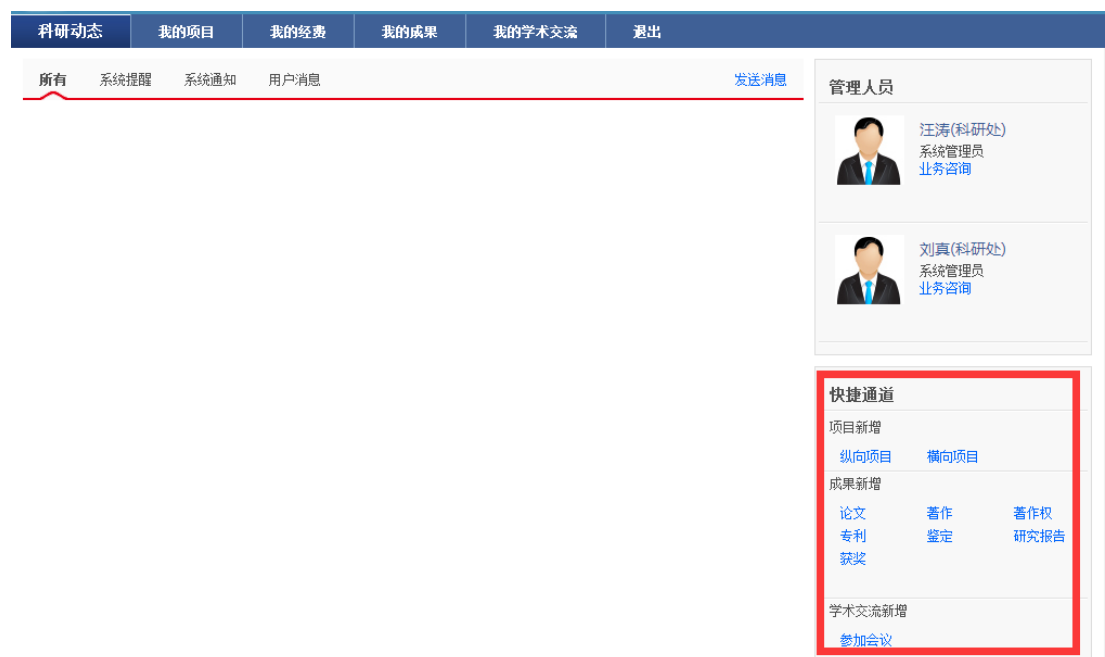 科研动态 我的项目 我的经费 我的成果 我的学术交流 退出
所有 系统提醒 系统通知 用户消息 发送消息
管理人员
汪涛(科研处)
系统管理员
业务咨询
刘真(科研处)
系统管理员
业务咨询
快捷通道
项目新增
纵向项目 横向项目
成果新增
论文 著作 著作权
专利 鉴定 研究报告
获奖
学术交流新增
参加会议